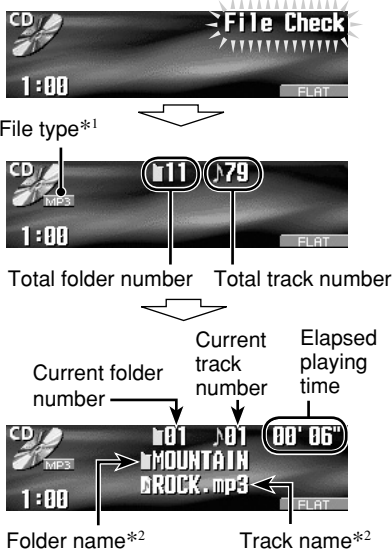 CD
File Check
1:00
FLAT
File type*1
CD
11 79
MP3
1:00
FLAT
Total folder number Total track number
Current folder number
Current track number
Elapsed playing time
CD
01 01 00' 06"
MP3
MOUNTAIN
ROCK.mp3
1:00
FLAT
Folder name*2 Track name*2